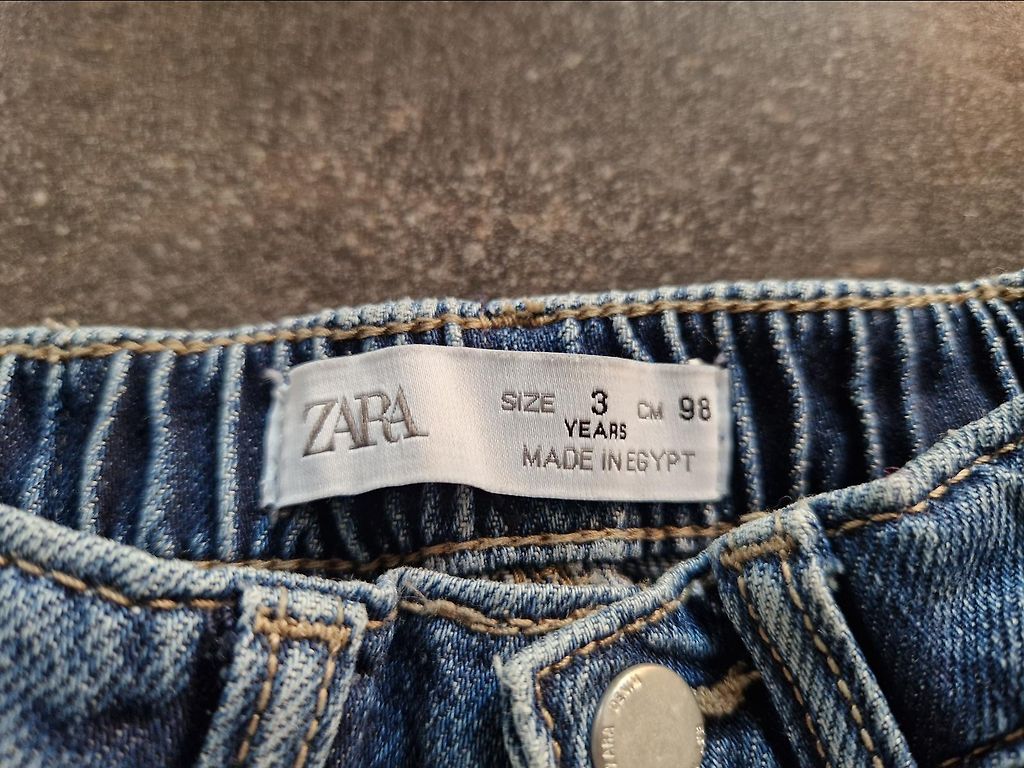 ZARA
SIZE 3 CM 98
YEARS
MADE IN EGYPT